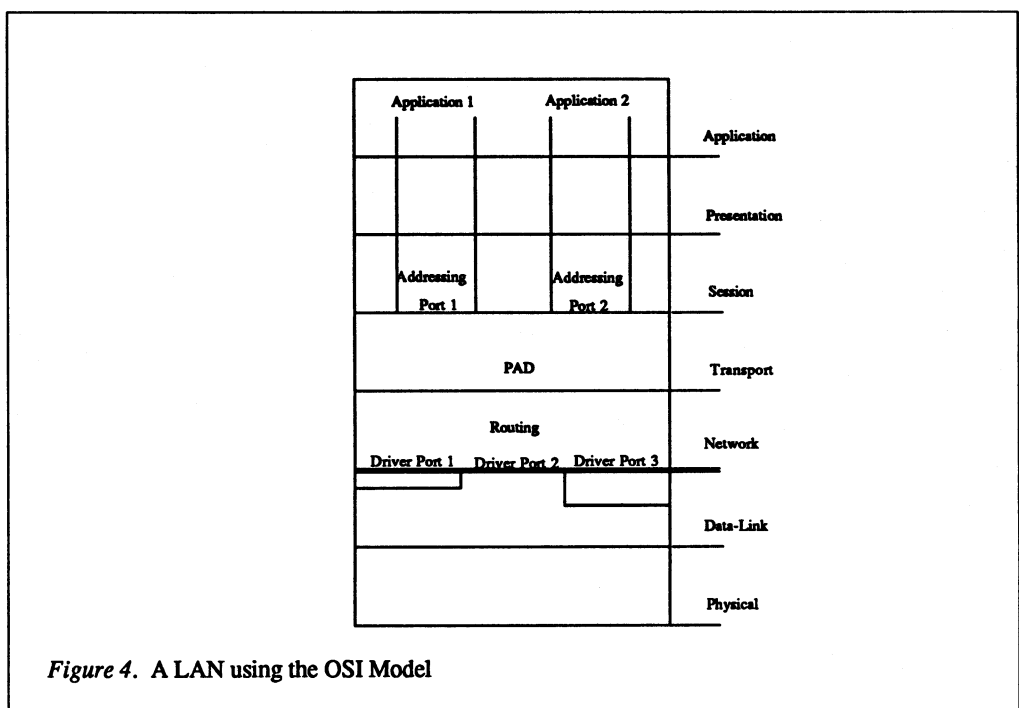 Application 1 Application 2
Application
Presentation
Addressing Addressing
Session
Port 1 Port 2
PAD
Transport
Routing
Network
Driver Port 1 Driver Port 2 Driver Port 3
Data-Link
Physical
Figure 4. A LAN using the OSI Model